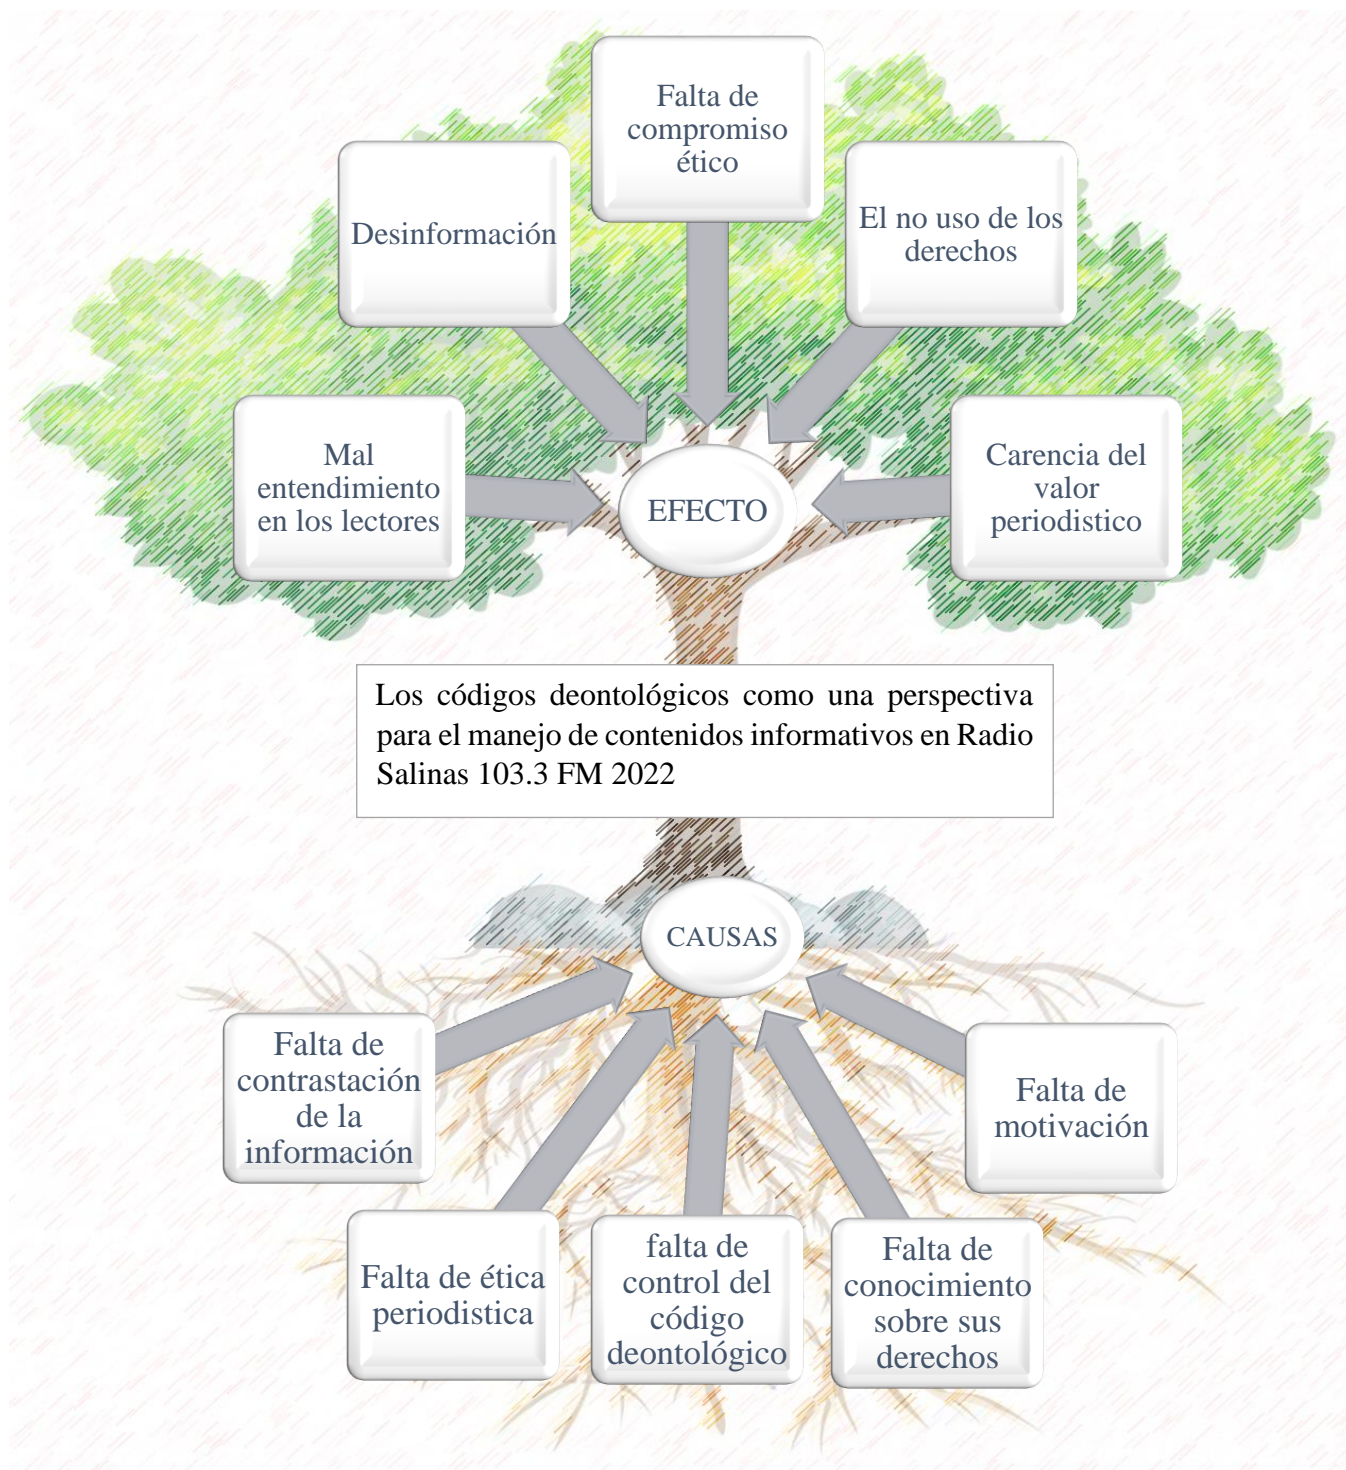 Falta de
compromiso
ético
Desinformación
El no uso de los
derechos
Mal
entendimiento
en los lectores
EFECTO
Carencia del
valor
periodistico
Los códigos deontológicos como una perspectiva
para el manejo de contenidos informativos en Radio
Salinas 103.3 FM 2022
CAUSAS
Falta de
contrastación
de la
información
Falta de
motivación
Falta de ética
periodistica
falta de
control del
código
deontológico
Falta de
conocimiento
sobre sus
derechos